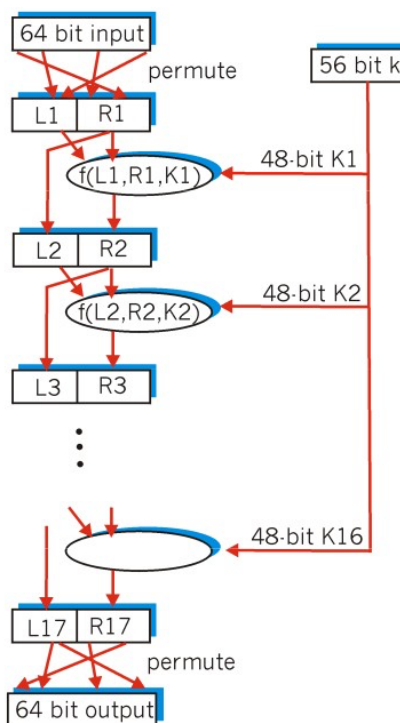 64 bit input
permute
56 bit k
L1 R1
f(L1,R1,K1)
48-bit K1
L2 R2
f(L2,R2,K2)
48-bit K2
L3 R3
48-bit K16
L17 R17
permute
64 bit output